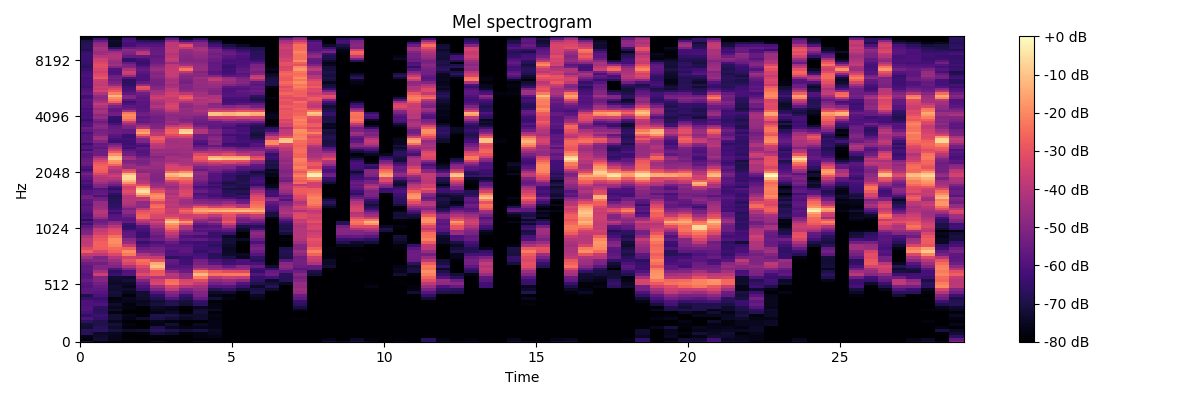 Mel spectrogram
8192
4096
2048
1024
512
0
Hz
0 5 10 15 20 25
Time
+0 dB
-10 dB
-20 dB
-30 dB
-40 dB
-50 dB
-60 dB
-70 dB
-80 dB